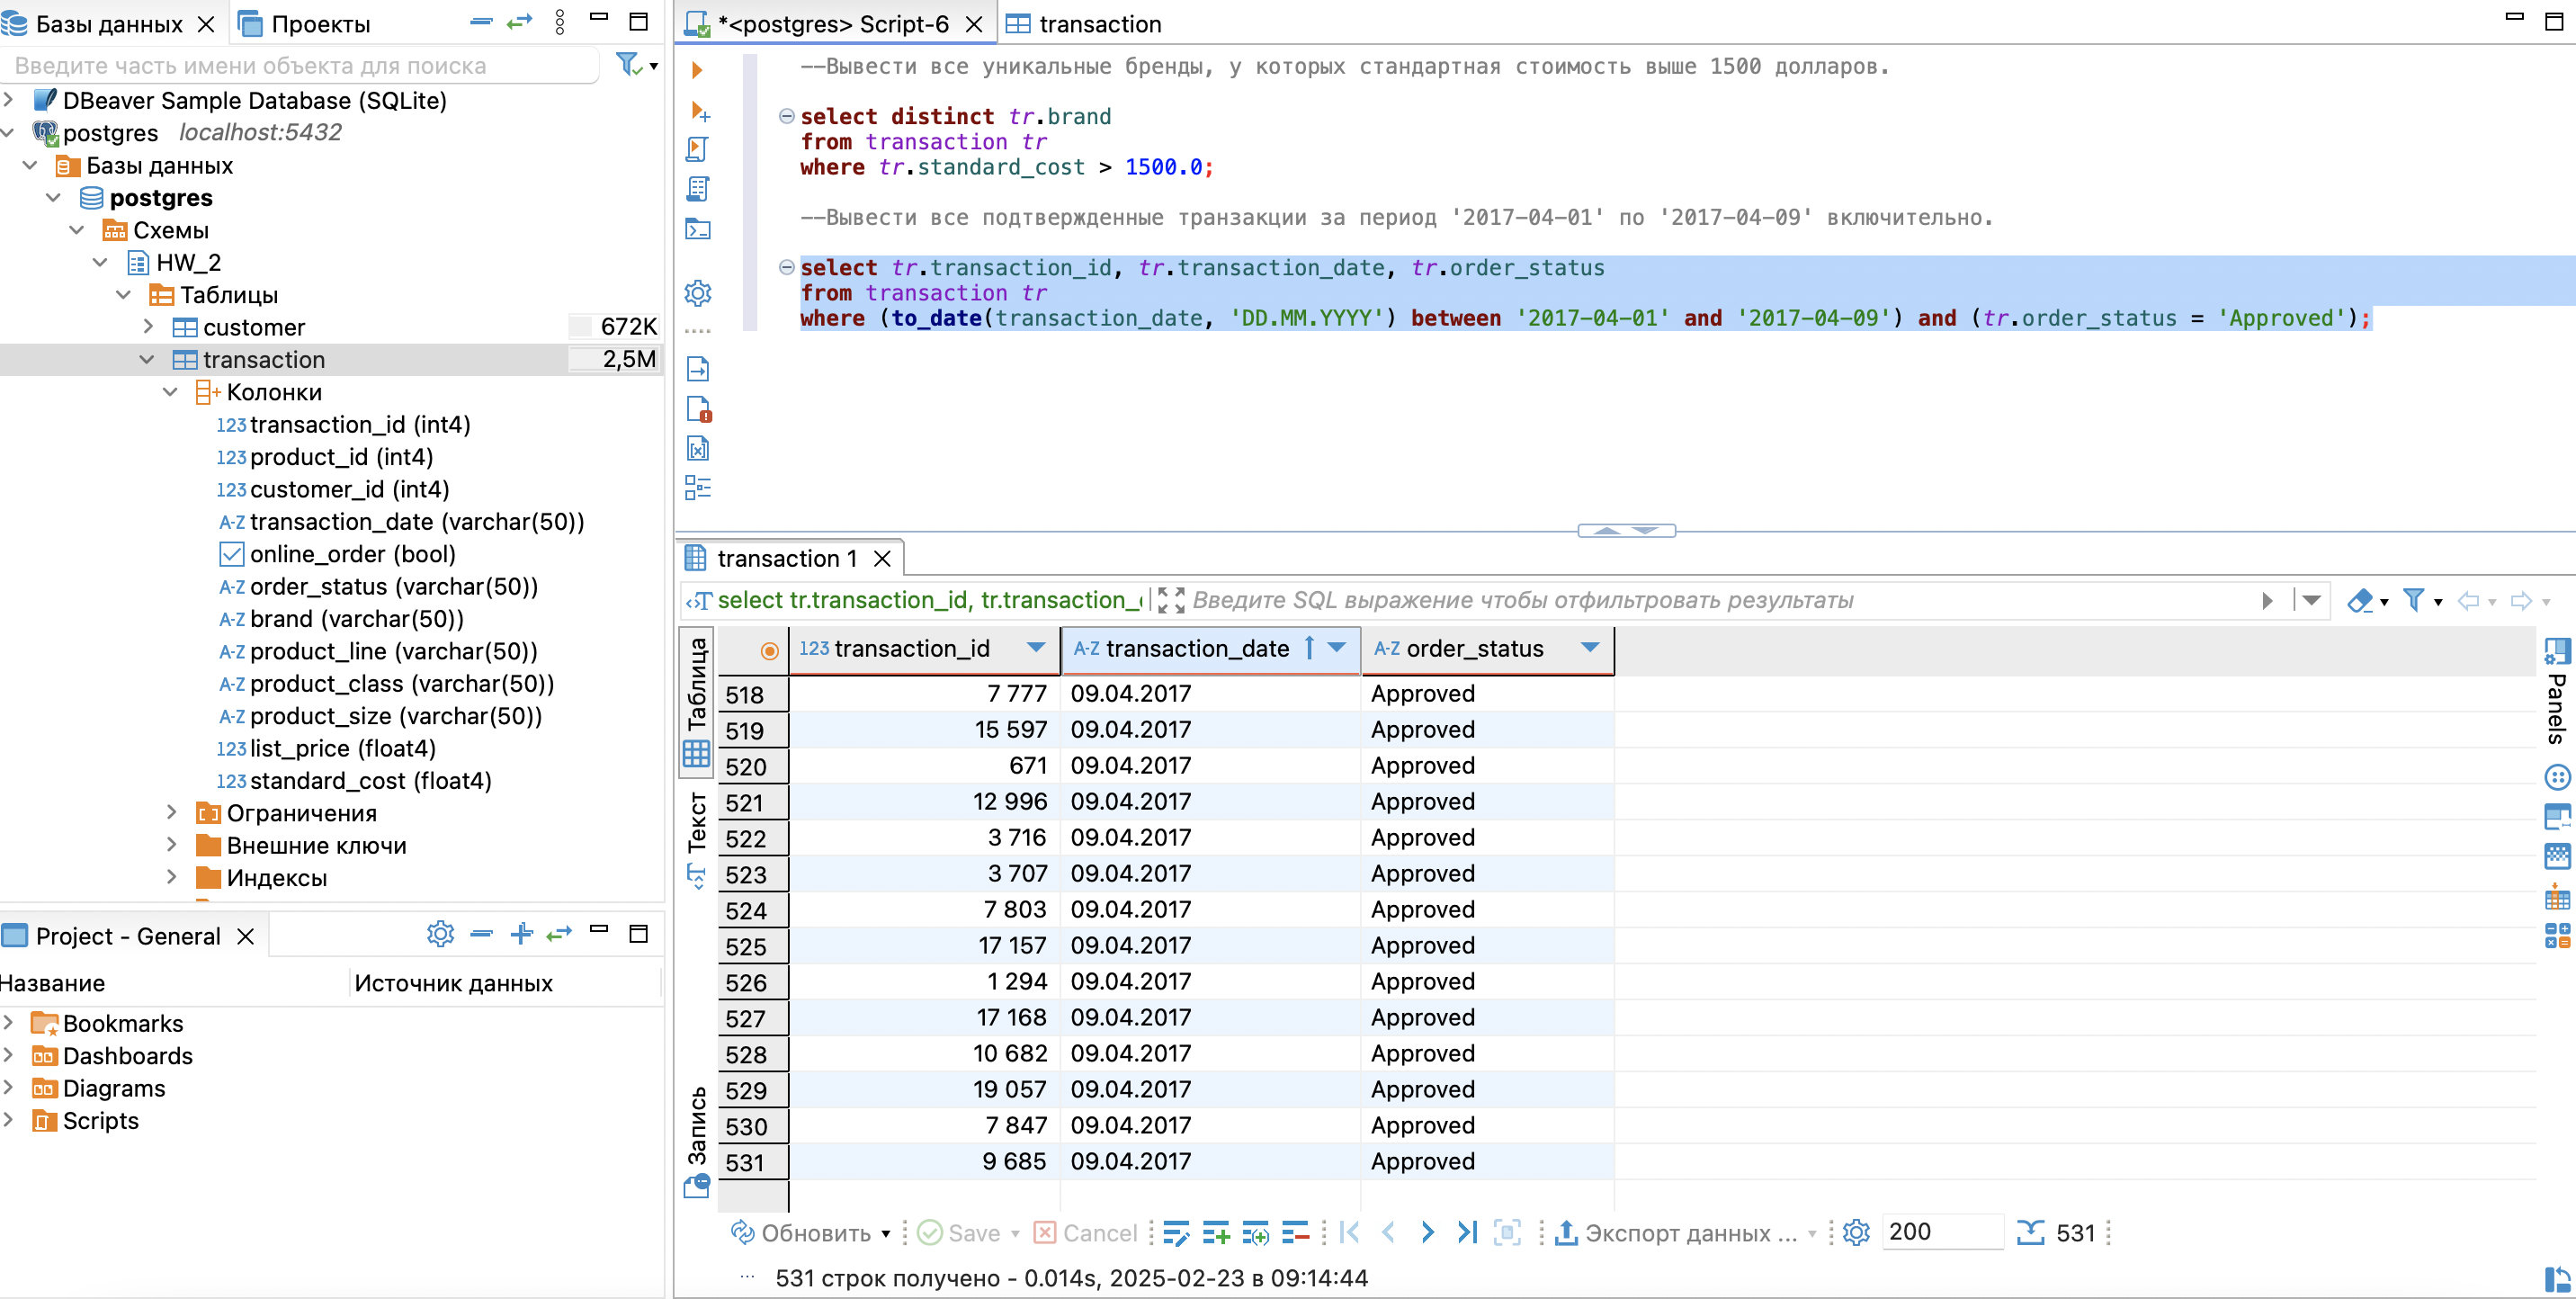 Базы данных
Проекты
Введите часть имени объекта для поиска
DBeaver Sample Database (SQLite)
postgres localhost:5432
Базы данных
postgres
Схемы
HW_2
Таблицы
customer 672K
transaction 2,5M
Колонки
123 transaction_id (int4)
123 product_id (int4)
123 customer_id (int4)
A-Z transaction_date (varchar(50))
online_order (bool)
A-Z order_status (varchar(50))
A-Z brand (varchar(50))
A-Z product_line (varchar(50))
A-Z product_class (varchar(50))
A-Z product_size (varchar(50))
123 list_price (float4)
123 standard_cost (float4)
Ограничения
Внешние ключи
Индексы
Project - General
Название Источник данных
Bookmarks
Dashboards
Diagrams
Scripts
*<postgres> Script-6
transaction
--Вывести все уникальные бренды, у которых стандартная стоимость выше 1500 долларов.
select distinct tr.brand
from transaction tr
where tr.standard_cost > 1500.0;
--Вывести все подтвержденные транзакции за период '2017-04-01' по '2017-04-09' включительно.
select tr.transaction_id, tr.transaction_date, tr.order_status
from transaction tr
where (to_date(transaction_date, 'DD.MM.YYYY') between '2017-04-01' and '2017-04-09') and (tr.order_status = 'Approved');
transaction 1
select tr.transaction_id, tr.transaction_ Введите SQL выражение чтобы отфильтровать результаты
Таблица
Текст
Запись
Panels
123 transaction_id A-Z transaction_date A-Z order_status
518 7 777 09.04.2017 Approved
519 15 597 09.04.2017 Approved
520 671 09.04.2017 Approved
521 12 996 09.04.2017 Approved
522 3 716 09.04.2017 Approved
523 3 707 09.04.2017 Approved
524 7 803 09.04.2017 Approved
525 17 157 09.04.2017 Approved
526 1 294 09.04.2017 Approved
527 17 168 09.04.2017 Approved
528 10 682 09.04.2017 Approved
529 19 057 09.04.2017 Approved
530 7 847 09.04.2017 Approved
531 9 685 09.04.2017 Approved
Обновить Save Cancel Экспорт данных ... 200 531
531 строк получено - 0.014s, 2025-02-23 в 09:14:44